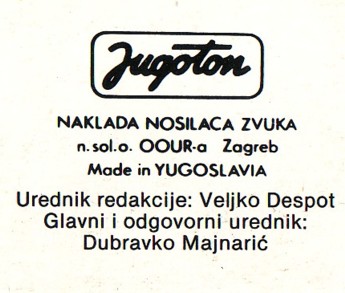 Jugoton
NAKLADA NOSILACA ZVUKA
n. sol. o. OOUR-a Zagreb
Made in YUGOSLAVIA
Urednik redakcije: Veljko Despot
Glavni i odgovorni urednik:
Dubravko Majnarić